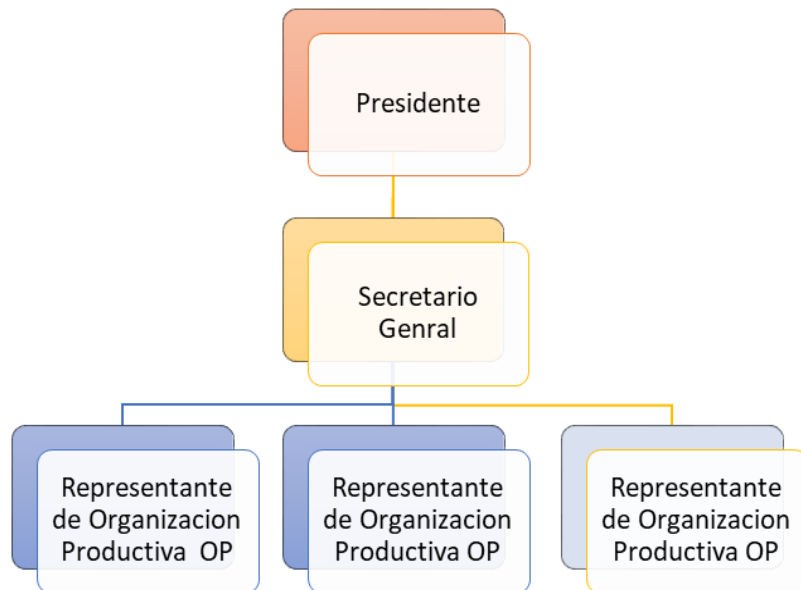 Presidente
Secretario
Genral
Representante
de Organizacion
Productiva OP
Representante
de Organizacion
Productiva OP
Representante
de Organizacion
Productiva OP